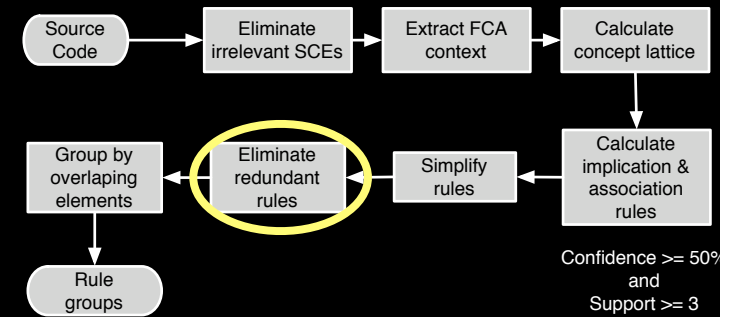 Source
Code
Eliminate
irrelevant SCEs
Extract FCA
context
Calculate
concept lattice
Calculate
implication &
association
rules
Confidence >= 50%
and
Support >= 3
Simplify
rules
Eliminate
redundant
rules
Group by
overlaping
elements
Rule
groups